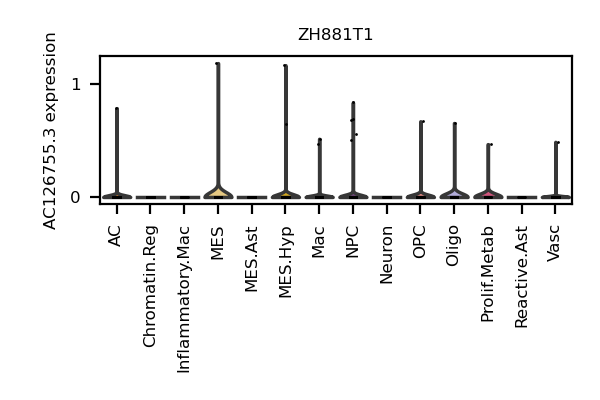 ZH881T1
AC126755.3 expression
1
0
AC
Chromatin.Reg
Inflammatory.Mac
MES
MES.Ast
MES.Hyp
Mac
NPC
Neuron
OPC
Oligo
Prolif.Metab
Reactive.Ast
Vasc